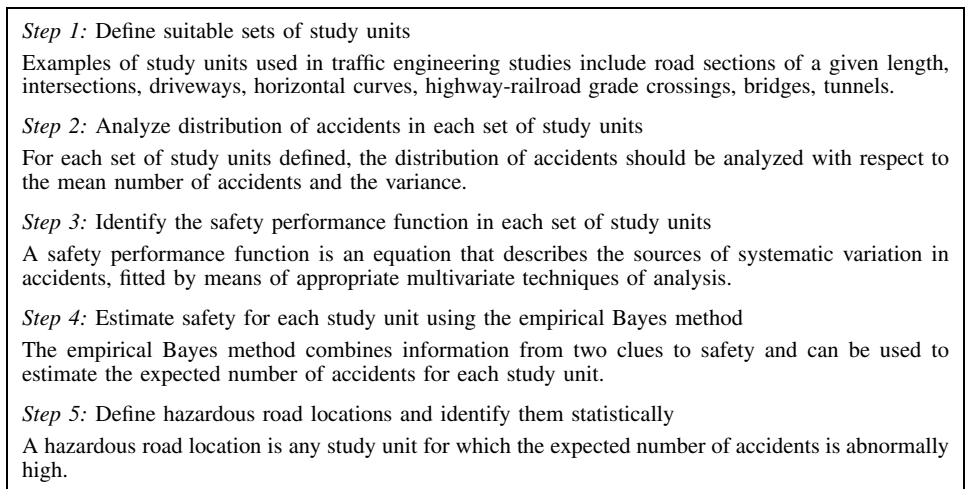 Step 1: Define suitable sets of study units
Examples of study units used in traffic engineering studies include road sections of a given length,
intersections, driveways, horizontal curves, highway-railroad grade crossings, bridges, tunnels.
Step 2: Analyze distribution of accidents in each set of study units
For each set of study units defined, the distribution of accidents should be analyzed with respect to
the mean number of accidents and the variance.
Step 3: Identify the safety performance function in each set of study units
A safety performance function is an equation that describes the sources of systematic variation in
accidents, fitted by means of appropriate multivariate techniques of analysis.
Step 4: Estimate safety for each study unit using the empirical Bayes method
The empirical Bayes method combines information from two clues to safety and can be used to
estimate the expected number of accidents for each study unit.
Step 5: Define hazardous road locations and identify them statistically
A hazardous road location is any study unit for which the expected number of accidents is abnormally
high.